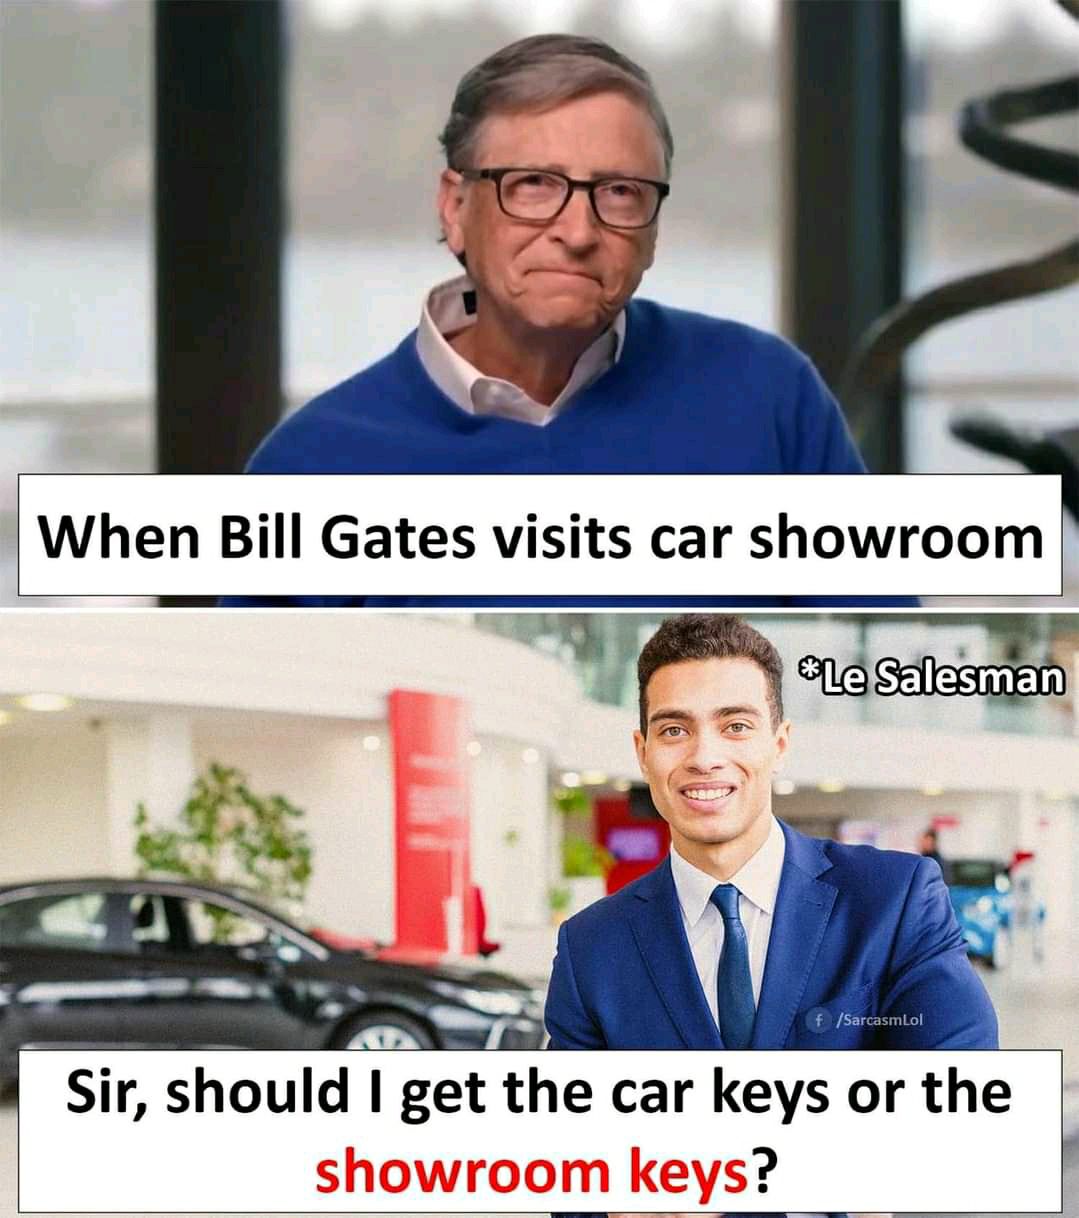 When Bill Gates visits car showroom
*Le Salesman
f /SarcasmLol
Sir, should I get the car keys or the
showroom keys?